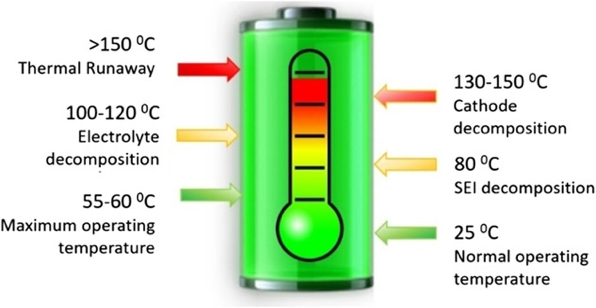 >150 ⁰C
Thermal Runaway
100-120 ⁰C
Electrolyte
decomposition
55-60 ⁰C
Maximum operating
temperature
130-150 ⁰C
Cathode
decomposition
80 ⁰C
SEI decomposition
25 ⁰C
Normal operating
temperature